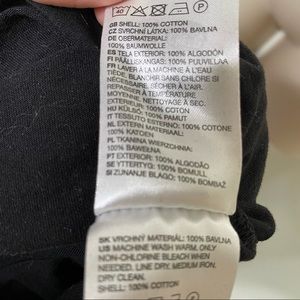 40
GB SHELL: 100% COTTON
CZ SVRCHNÍ LÁTKA: 100% BAVLNA
DE OBERMATERIAL:
100% BAUMWOLLE
ES TELA EXTERIOR: 100% ALGODÓN
FI PÄÄLLISKANGAS: 100% PUUVILLAA
FR LAVER À LA MACHINE À L'EAU
TIÈDE. BLANCHIR SANS CHLORE SI
NÉCESSAIRE. SÉCHER À L'AIR.
REPASSAGE À TEMPÉRATURE
MOYENNE. NETTOYAGE À SEC.
EXTÉRIEUR: 100% COTON
HU KÜLSŐ: 100% PAMUT
IT TESSUTO ESTERNO: 100% COTONE
NL EXTERN MATERIAAL: 100%
KATOEN
PL TKANINA WIERZCHNIA:
100% BAWEŁNA
PT EXTERIOR: 100% ALGODÃO
SE YTTERTYG: 100% BOMULL
SI ZUNANJE BLAGO: 100% BOMBAŽ
SK VRCHNÝ MATERIÁL: 100% BAVLNA
US MACHINE WASH WARM, ONLY
NON-CHLORINE BLEACH WHEN
NEEDED. LINE DRY, MEDIUM IRON,
DRY CLEAN.
SHELL: 100% COTTON